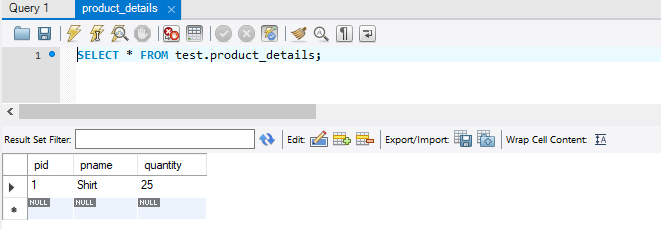 Query 1 product_details ×
1 SELECT * FROM test.product_details;
Result Set Filter: Edit: Export/Import: Wrap Cell Content: IA
pid pname quantity
1 Shirt 25
NULL NULL NULL